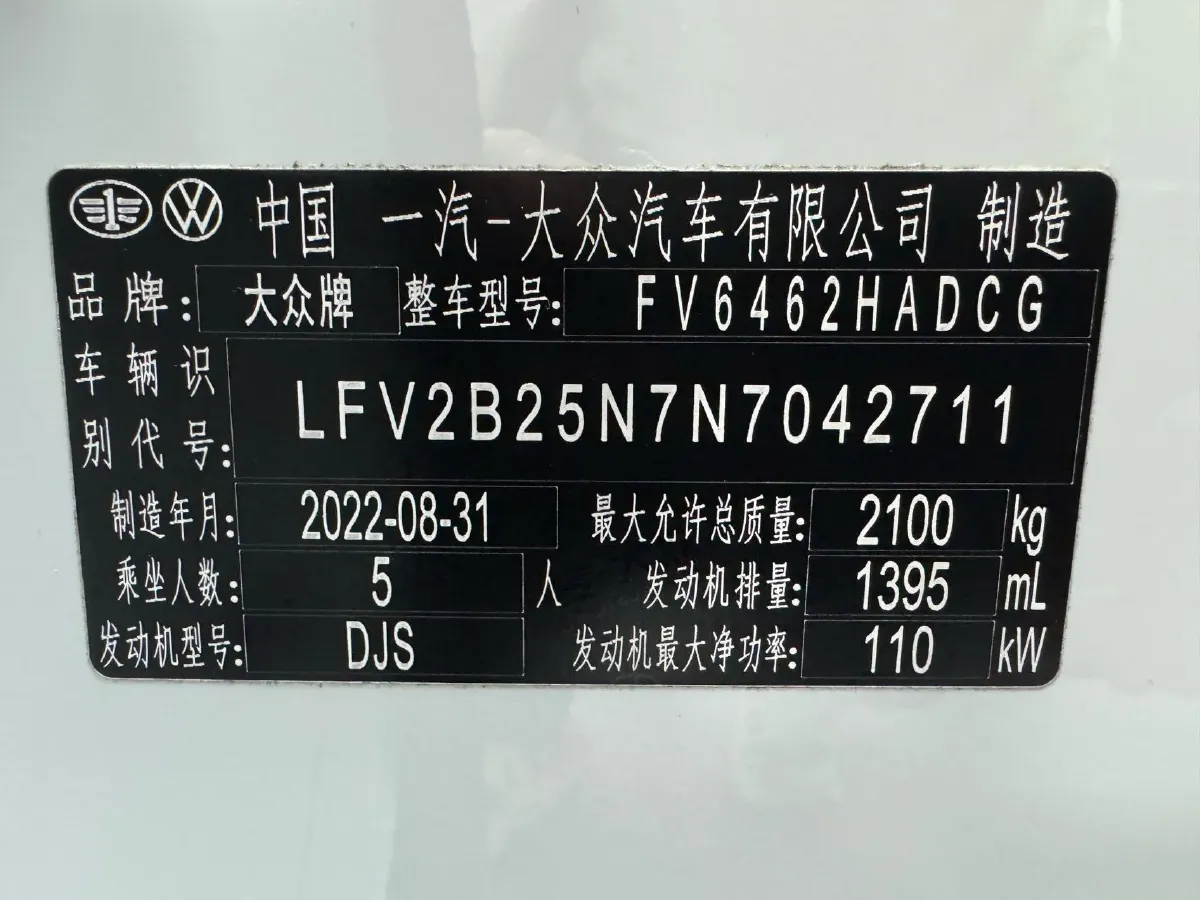 中国 一汽-大众汽车有限公司 制造
品牌: 大众牌 整车型号: FV6462HADCG
车辆识别代号: LFV2B25N7N7042711
制造年月: 2022-08-31 最大允许总质量: 2100 kg
乘坐人数: 5 人 发动机排量: 1395 mL
发动机型号: DJS 发动机最大净功率: 110 kW